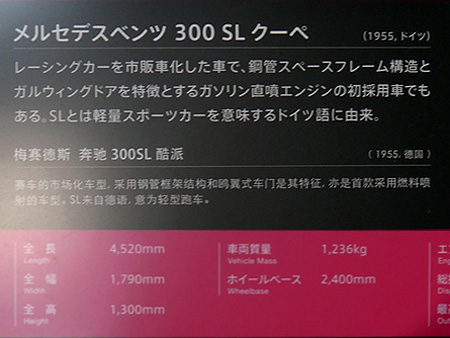 メルセデスベンツ 300 SL クーペ (1955, ドイツ)
レーシングカーを市販車化した車で、鋼管スペースフレーム構造と
ガルウィングドアを特徴とするガソリン直噴エンジンの初採用車でも
ある。SLとは軽量スポーツカーを意味するドイツ語に由来。
梅赛德斯 奔驰 300SL 酷派 (1955, 德国)
赛车的市场化车型，采用钢管框架结构和鸥翼式车门是其特征，亦是首款采用燃料喷
射的车型。SL来自德语，意为轻型跑车。
全 長 4,520mm 車両質量 1,236kg
Length Vehicle Mass
全 幅 1,790mm ホイールベース 2,400mm
Width Wheelbase
全 高 1,300mm
Height